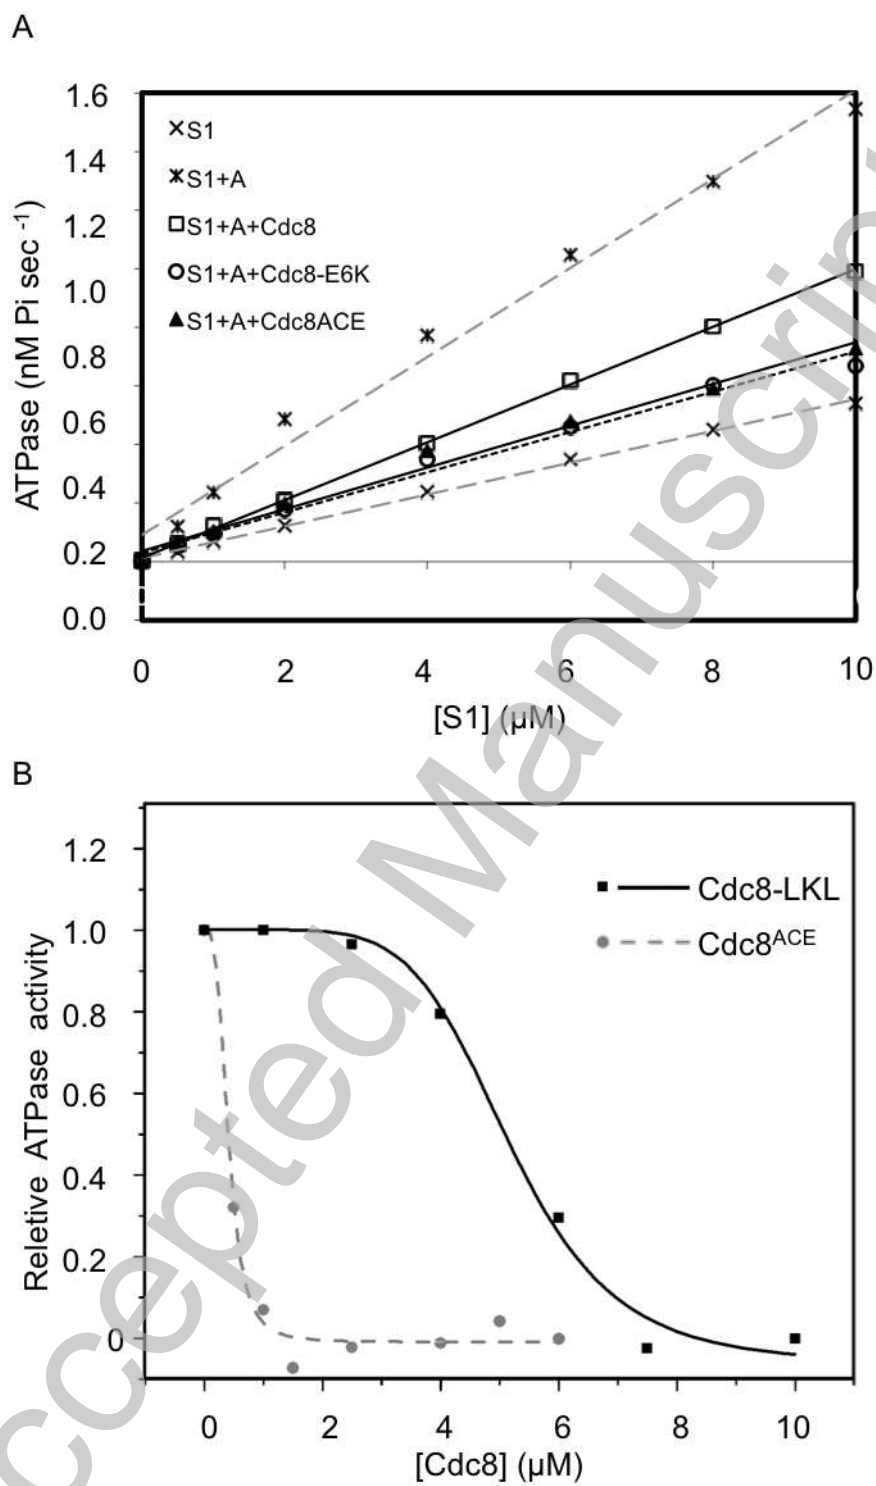 A
1.6
1.4
1.2
1.0
0.8
0.6
0.4
0.2
0.0
ATPase (nM Pi sec -1)
S1
S1+A
S1+A+Cdc8
S1+A+Cdc8-E6K
S1+A+Cdc8ACE
0 2 4 6 8 10
[S1] (μM)
B
1.2
1.0
0.8
0.6
0.4
0.2
0
Reletive ATPase activity
Cdc8-LKL
Cdc8ACE
0 2 4 6 8 10
[Cdc8] (μM)
ccepted Manuscrip